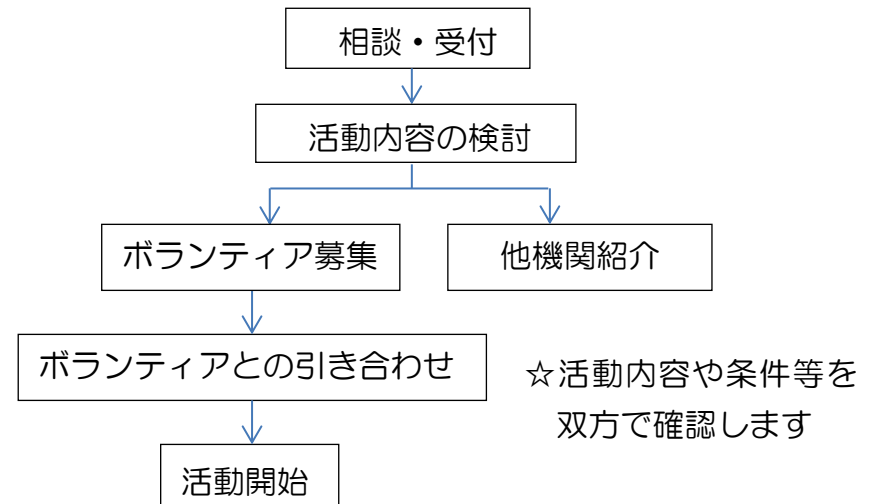 相談・受付
活動内容の検討
ボランティア募集
他機関紹介
ボランティアとの引き合わせ
☆活動内容や条件等を
双方で確認します
活動開始